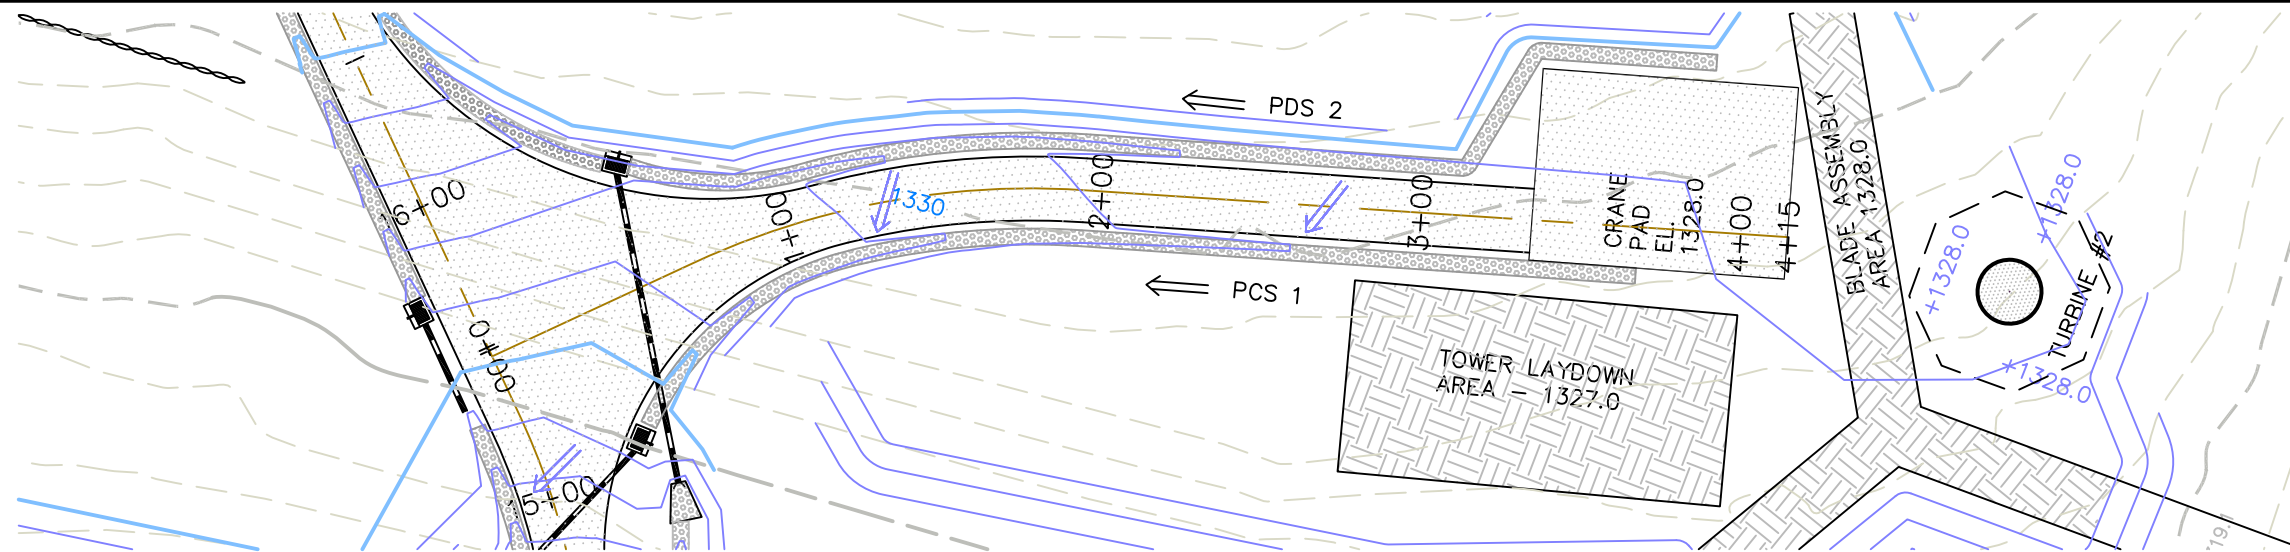 PDS 2
16+00
1330
1+00
2+00
3+00
CRANE
PAD
EL.
1328.0
4+00
4+15
BLADE ASSEMBLY
AREA 1328.0
+1328.0
+1328.0
TURBINE #2
*1328.0
PCS 1
0+00
TOWER LAYDOWN
AREA – 1327.0
15+00